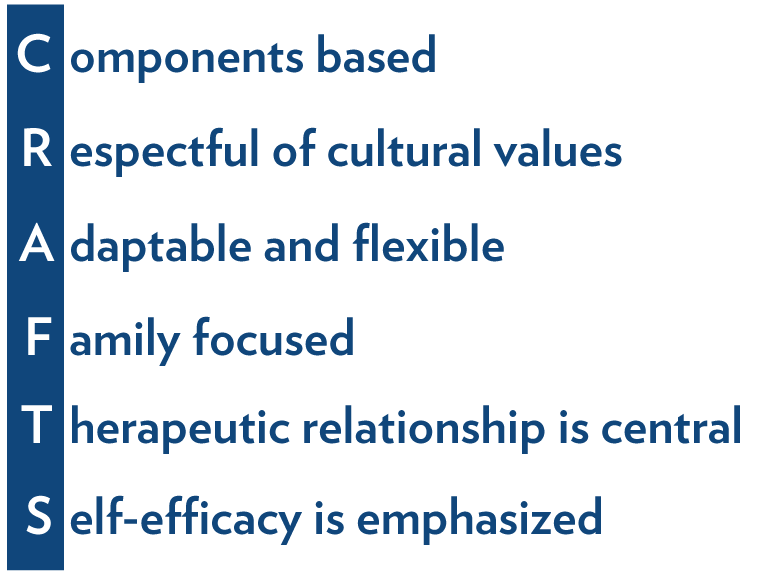 Components based
Respectful of cultural values
Adaptable and flexible
Family focused
Therapeutic relationship is central
Self-efficacy is emphasized